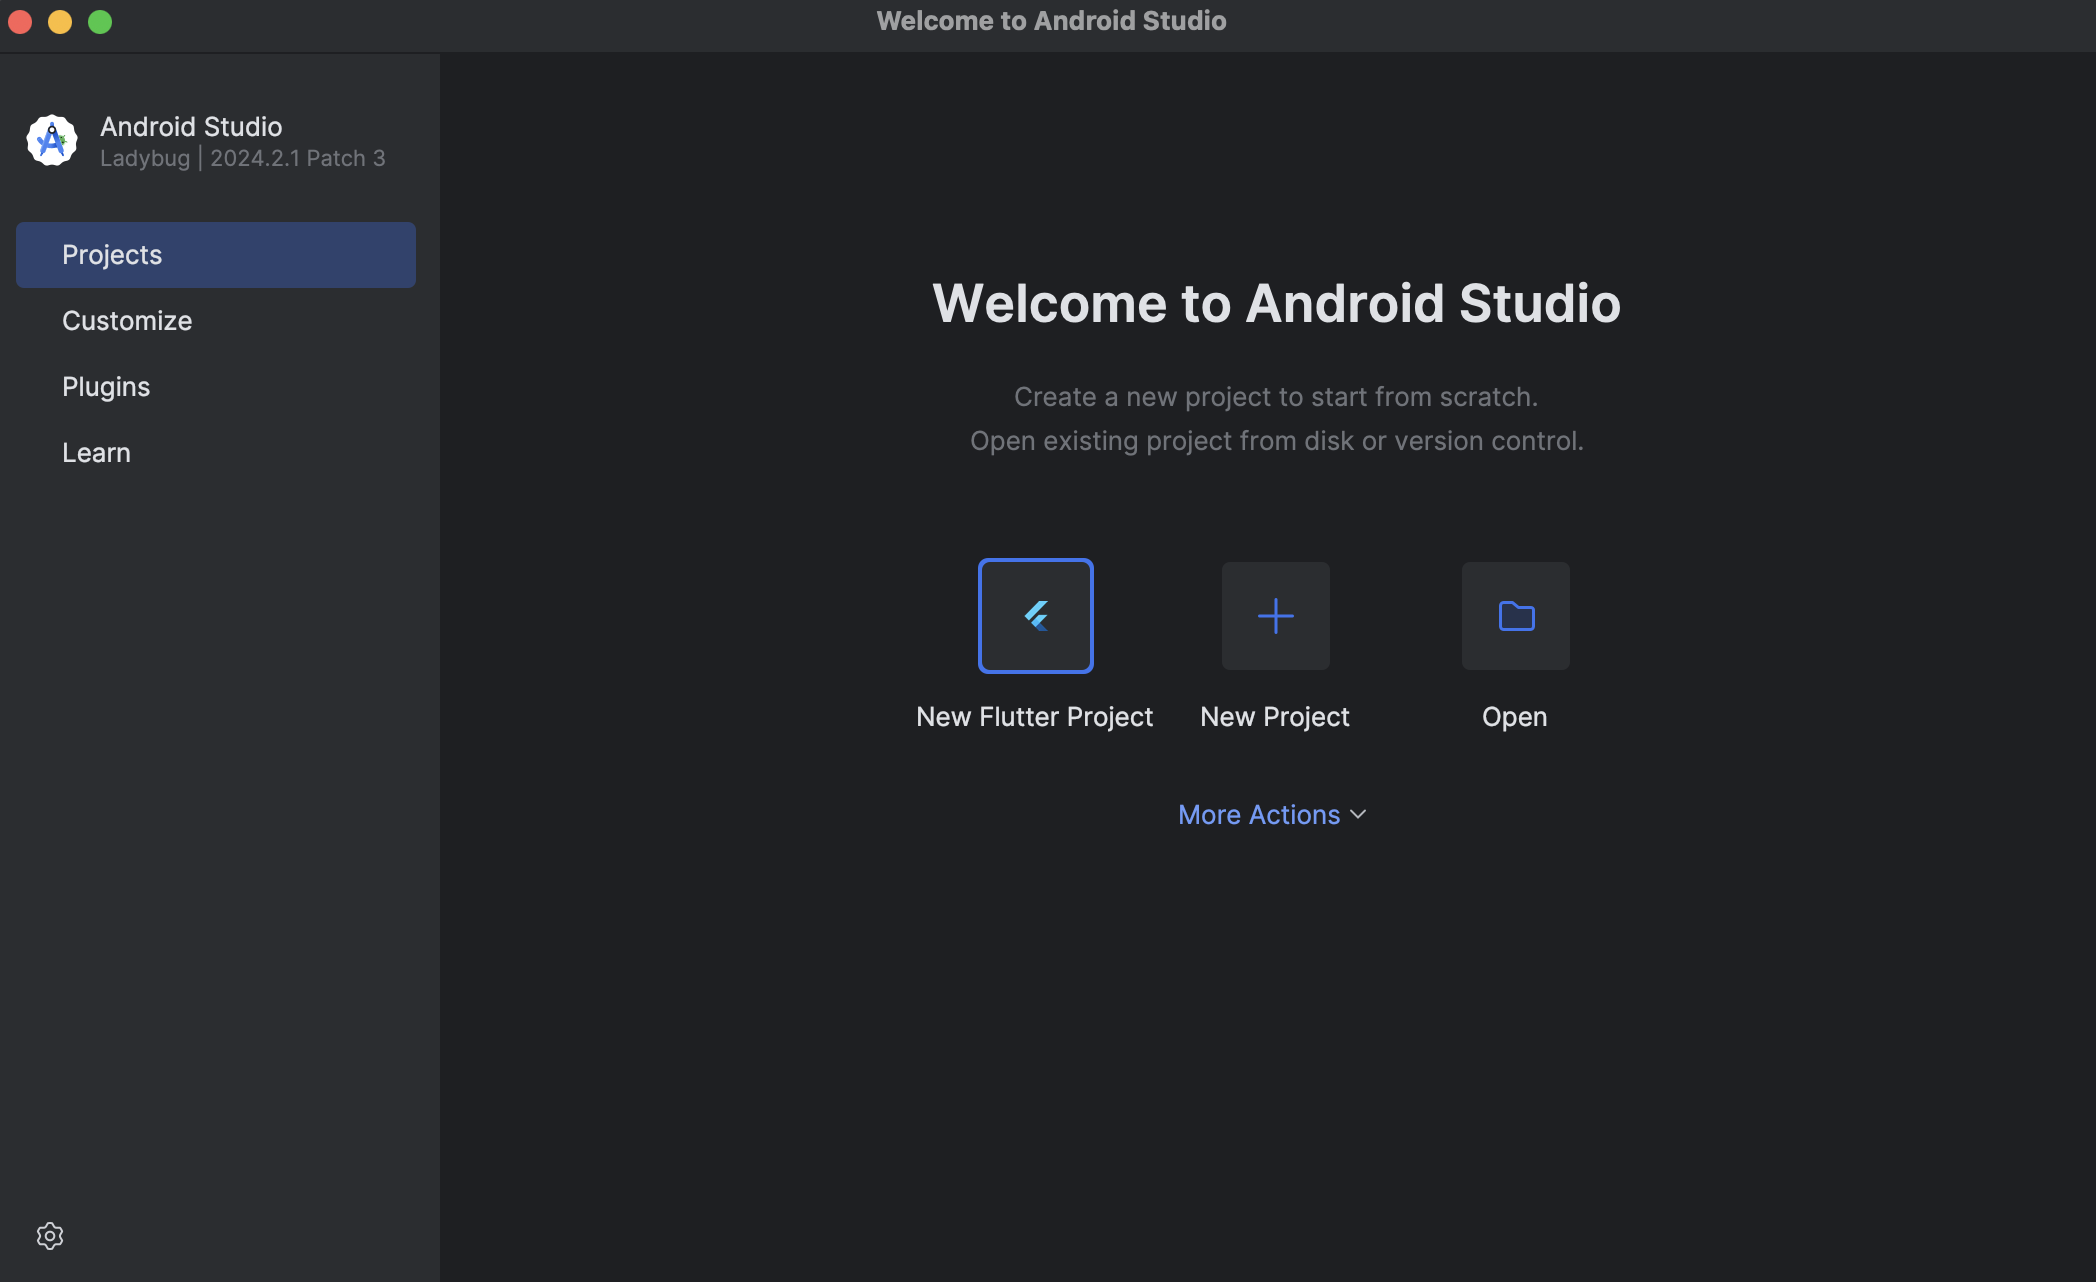 Welcome to Android Studio
Android Studio
Ladybug | 2024.2.1 Patch 3
Projects
Customize
Plugins
Learn
Welcome to Android Studio
Create a new project to start from scratch.
Open existing project from disk or version control.
New Flutter Project
New Project
Open
More Actions